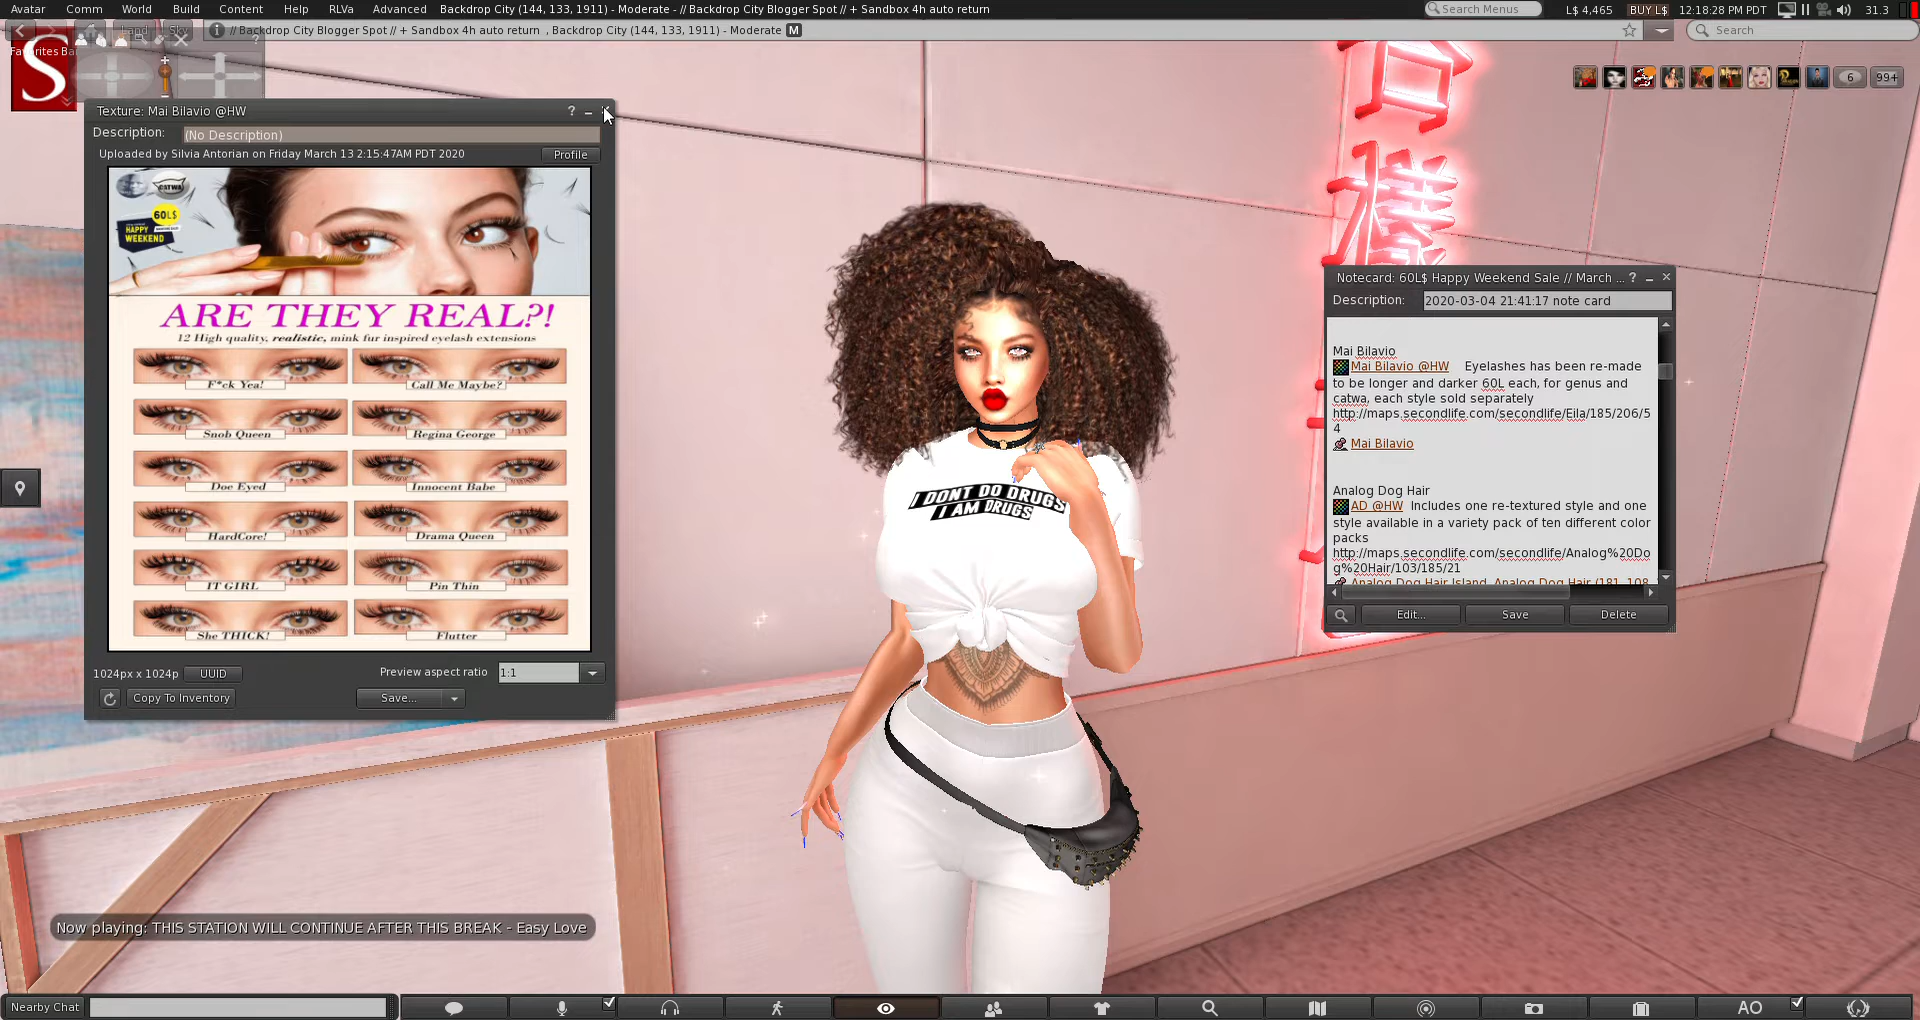 Avatar Comm World Build Content Help RLVa Advanced Backdrop City (144, 133, 1911) - Moderate - // Backdrop City Blogger Spot // + Sandbox 4h auto return
Search Menus L$ 4,465 BUY L$ 12:18:28 PM PDT 31.3
// Backdrop City Blogger Spot // + Sandbox 4h auto return , Backdrop City (144, 133, 1911) - Moderate M
Search
Favorites Ba
6 99+
S
Texture: Mai Bilavio @HW ?
Description: (No Description)
Uploaded by Silvia Antorian on Friday March 13 2:15:47AM PDT 2020 Profile
CATWA
60L$
HAPPY
WEEKEND
ARE THEY REAL?!
12 High quality, realistic, mink fur inspired eyelash extensions
F*ck Yea! Call Me Maybe?
Snob Queen Regina George
Doe Eyed Innocent Babe
HardCore! Drama Queen
IT GIRL Pin Thin
She THICK! Flutter
1024px x 1024p UUID Preview aspect ratio 1:1
Copy To Inventory Save...
I DONT DO DRUGS
I AM DRUGS
Notecard: 60L$ Happy Weekend Sale // March ... ?
Description: 2020-03-04 21:41:17 note card
Mai Bilavio
Mai Bilavio @HW Eyelashes has been re-made
to be longer and darker 60L each, for genus and
catwa, each style sold separately
http://maps.secondlife.com/secondlife/Eila/185/206/5
4
Mai Bilavio
Analog Dog Hair
AD @HW Includes one re-textured style and one
style available in a variety pack of ten different color
packs
http://maps.secondlife.com/secondlife/Analog%20Do
g%20Hair/103/185/21
Analog Dog Hair Island, Analog Dog Hair (181, 108,
Edit... Save Delete
Now playing: THIS STATION WILL CONTINUE AFTER THIS BREAK - Easy Love
Nearby Chat AO